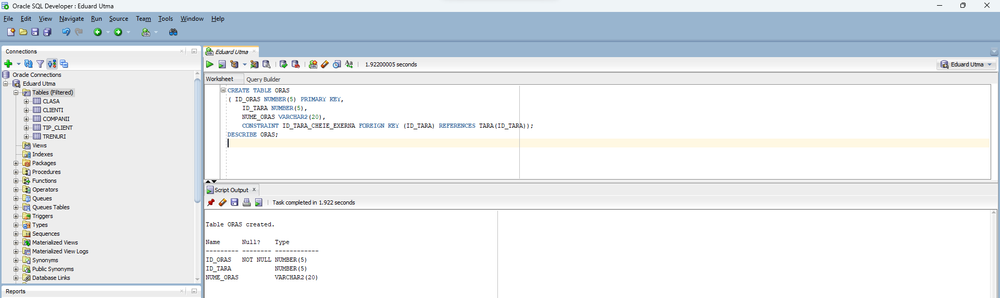 Oracle SQL Developer : Eduard Utma
File Edit View Navigate Run Source Team Tools Window Help
Connections
Oracle Connections
Eduard Utma
Tables (Filtered)
CLASA
CLIENTI
COMPANII
TIP_CLIENT
TRENURI
Views
Indexes
Packages
Procedures
Functions
Operators
Queues
Queues Tables
Triggers
Types
Sequences
Materialized Views
Materialized View Logs
Synonyms
Public Synonyms
Database Links
Reports
Eduard Utma
1.92200005 seconds
Eduard Utma
Worksheet Query Builder
CREATE TABLE ORAS
( ID_ORAS NUMBER(5) PRIMARY KEY,
ID_TARA NUMBER(5),
NUME_ORAS VARCHAR2(20),
CONSTRAINT ID_TARA_CHEIE_EXERNA FOREIGN KEY (ID_TARA) REFERENCES TARA(ID_TARA));
DESCRIBE ORAS;
Script Output
Task completed in 1.922 seconds
Table ORAS created.
Name Null? Type
--------- -------- ------------
ID_ORAS NOT NULL NUMBER(5)
ID_TARA NUMBER(5)
NUME_ORAS VARCHAR2(20)